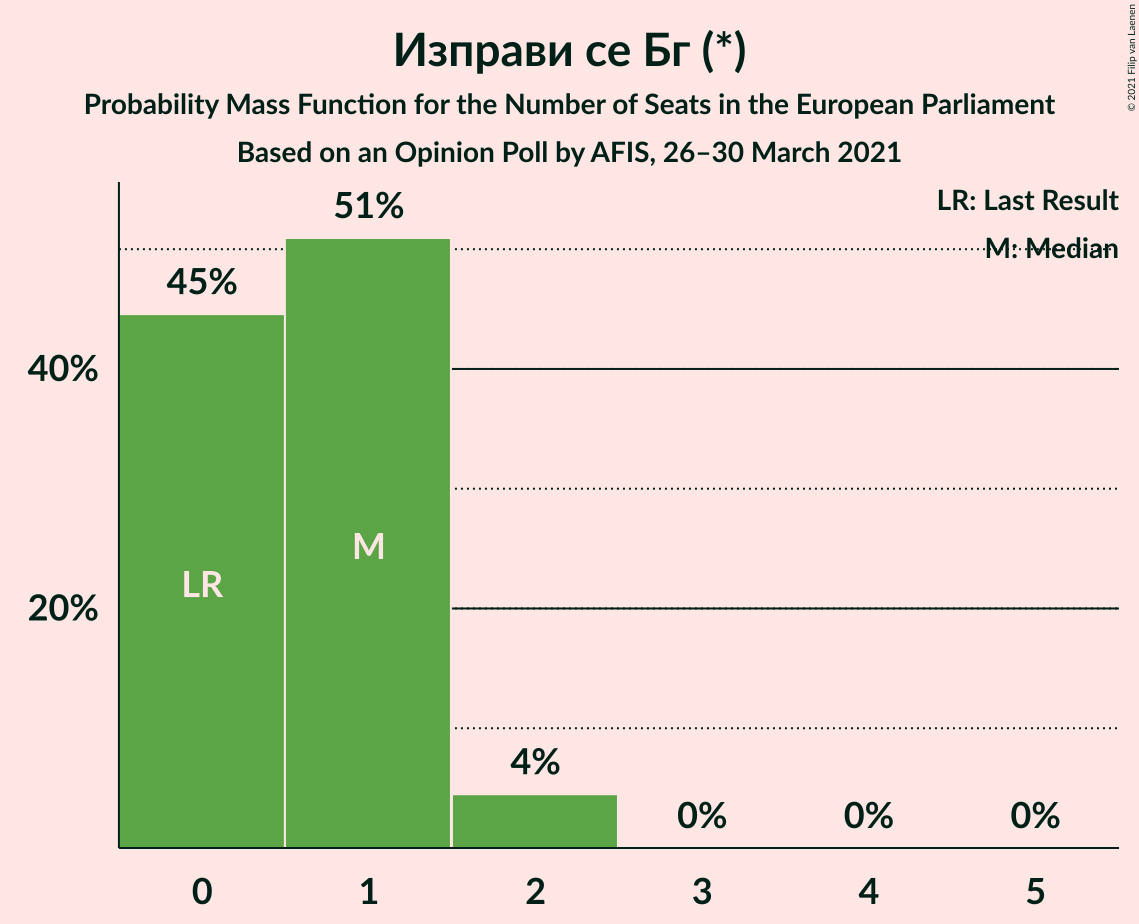 Изправи се Бг (*)
Probability Mass Function for the Number of Seats in the European Parliament
Based on an Opinion Poll by AFIS, 26–30 March 2021
© 2021 Filip van Laenen
LR: Last Result
M: Median
51%
45%
40%
20%
M
LR
4%
0% 0% 0%
0 1 2 3 4 5